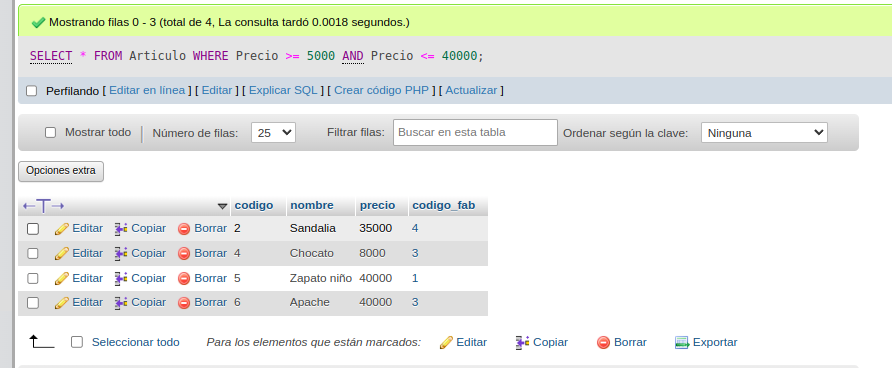 Mostrando filas 0 - 3 (total de 4, La consulta tardó 0.0018 segundos.)
SELECT * FROM Articulo WHERE Precio >= 5000 AND Precio <= 40000;
Perfilando [ Editar en línea ] [ Editar ] [ Explicar SQL ] [ Crear código PHP ] [ Actualizar ]
Mostrar todo | Número de filas: 25 Filtrar filas: Buscar en esta tabla Ordenar según la clave: Ninguna
Opciones extra
←T→ codigo nombre precio codigo_fab
Editar Copiar Borrar 2 Sandalia 35000 4
Editar Copiar Borrar 4 Chocato 8000 3
Editar Copiar Borrar 5 Zapato niño 40000 1
Editar Copiar Borrar 6 Apache 40000 3
Seleccionar todo Para los elementos que están marcados: Editar Copiar Borrar Exportar